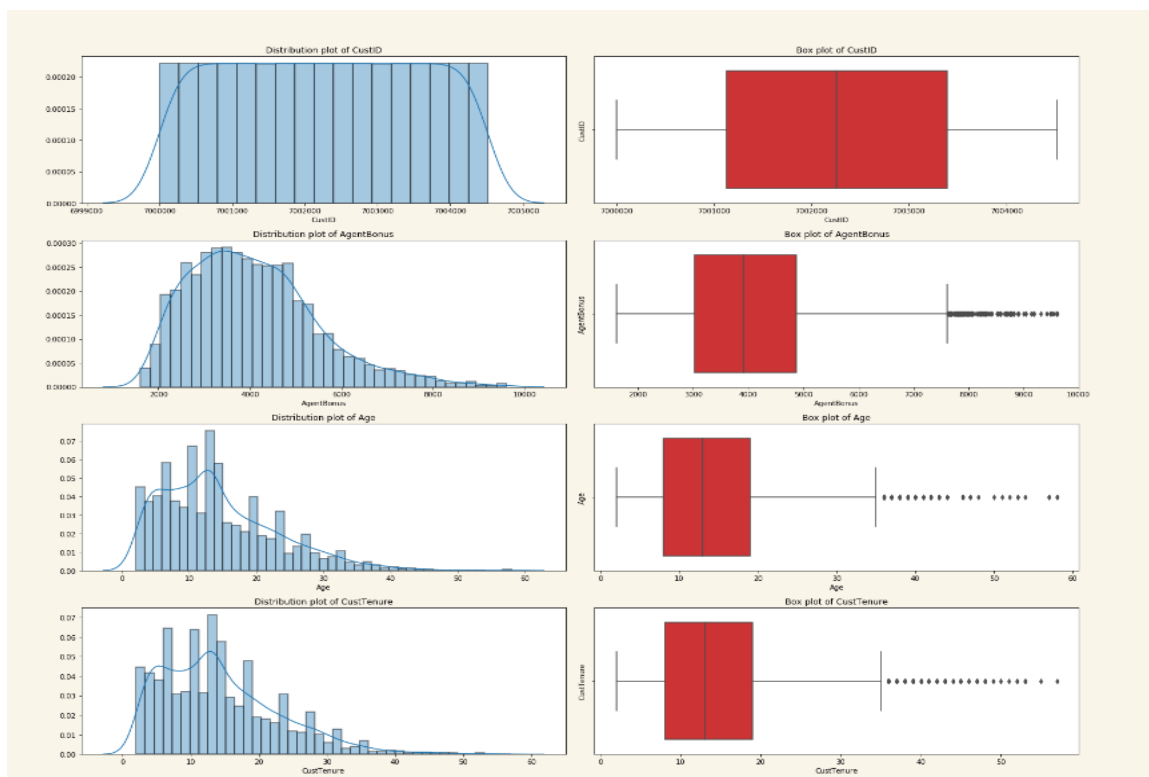 Distribution plot of CustID
0.00020
0.00015
0.00010
0.00005
0.00000
6999000 7000000 7001000 7002000 7003000 7004000 7005000
CustID
Box plot of CustID
CustID
7000000 7001000 7002000 7003000 7004000
CustID
Distribution plot of AgentBonus
0.00030
0.00025
0.00020
0.00015
0.00010
0.00005
0.00000
2000 4000 6000 8000 10000
AgentBonus
Box plot of AgentBonus
AgentBonus
2000 3000 4000 5000 6000 7000 8000 9000 10000
AgentBonus
Distribution plot of Age
0.07
0.06
0.05
0.04
0.03
0.02
0.01
0.00
0 10 20 30 40 50 60
Age
Box plot of Age
Age
0 10 20 30 40 50 60
Age
Distribution plot of CustTenure
0.07
0.06
0.05
0.04
0.03
0.02
0.01
0.00
0 10 20 30 40 50 60
CustTenure
Box plot of CustTenure
CustTenure
0 10 20 30 40 50
CustTenure